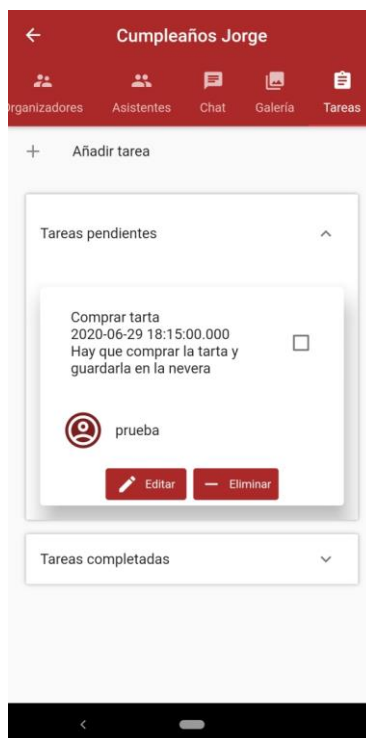 Cumpleaños Jorge
Organizadores Asistentes Chat Galería Tareas
Añadir tarea
Tareas pendientes
Comprar tarta
2020-06-29 18:15:00.000
Hay que comprar la tarta y
guardarla en la nevera
prueba
Editar Eliminar
Tareas completadas